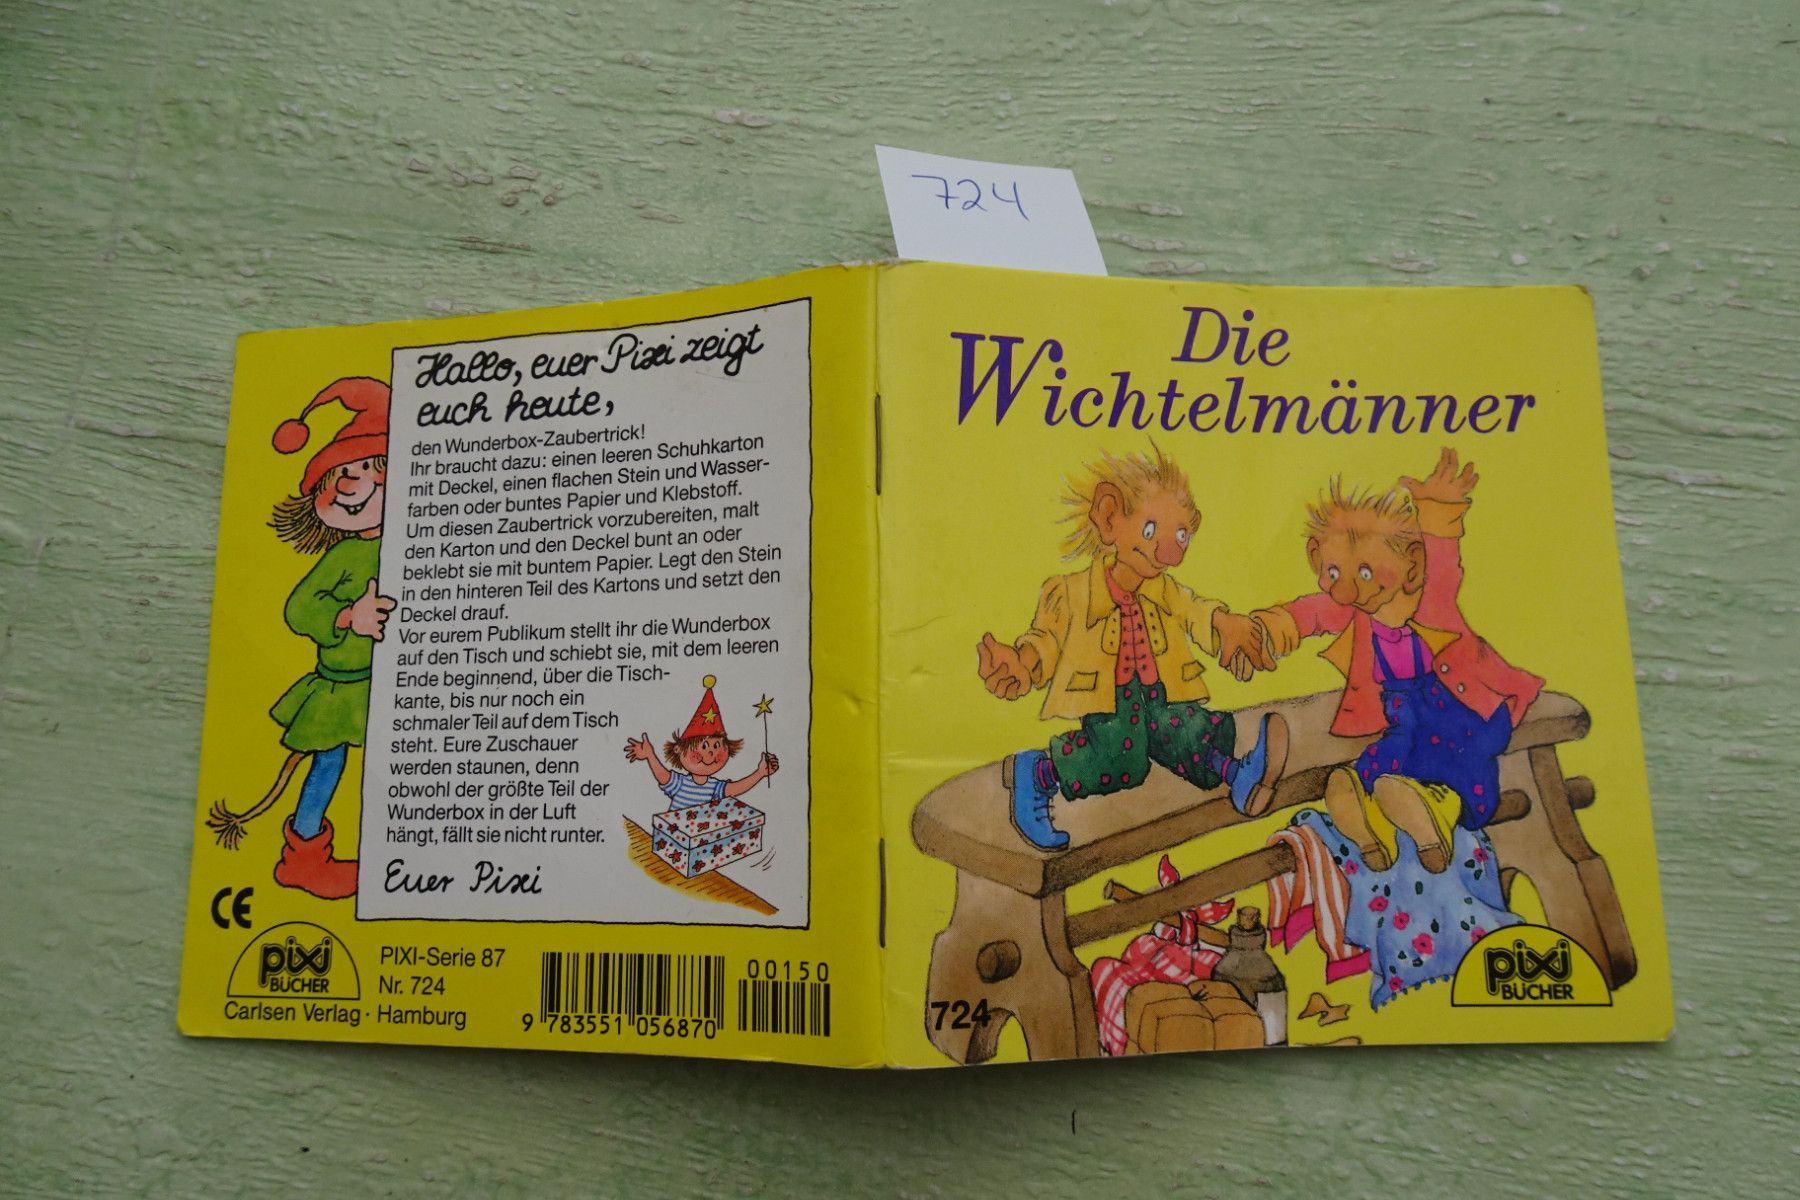 724
Hallo, euer Pixi zeigt
euch heute,
den Wunderbox-Zaubertrick!
Ihr braucht dazu: einen leeren Schuhkarton
mit Deckel, einen flachen Stein und Wasser-
farben oder buntes Papier und Klebstoff.
Um diesen Zaubertrick vorzubereiten, malt
den Karton und den Deckel bunt an oder
beklebt sie mit buntem Papier. Legt den Stein
in den hinteren Teil des Kartons und setzt den
Deckel drauf.
Vor eurem Publikum stellt ihr die Wunderbox
auf den Tisch und schiebt sie, mit dem leeren
Ende beginnend, über die Tisch-
kante, bis nur noch ein
schmaler Teil auf dem Tisch
steht. Eure Zuschauer
werden staunen, denn
obwohl der größte Teil der
Wunderbox in der Luft
hängt, fällt sie nicht runter.
Euer Pixi
CE
pixi
BÜCHER
PIXI-Serie 87
Nr. 724
Carlsen Verlag · Hamburg
9 783551 056870
00150
Die
Wichtelmänner
724
pixi
BÜCHER